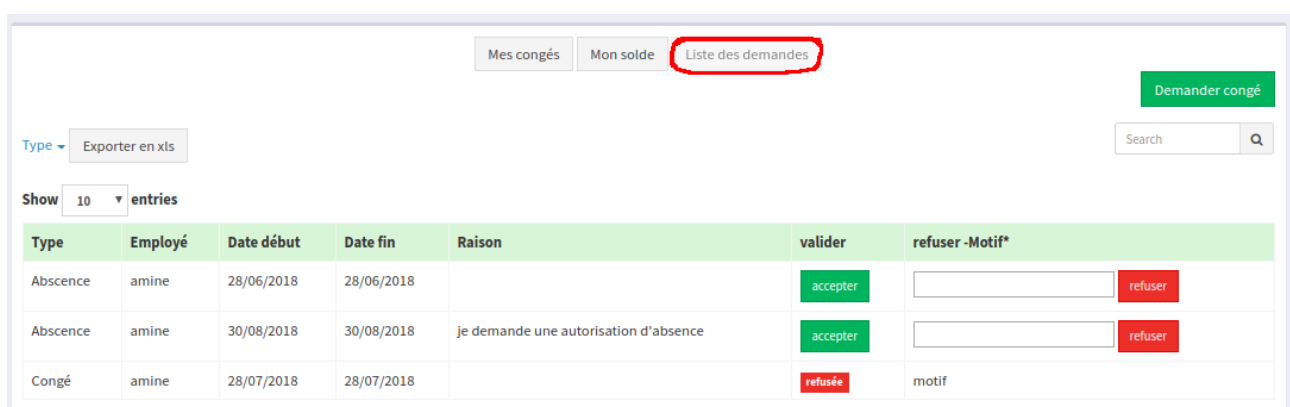 Mes congés Mon solde Liste des demandes
Demander congé
Type Exporter en xls Search
Show 10 entries
Type Employé Date début Date fin Raison valider refuser -Motif*
Abscence amine 28/06/2018 28/06/2018 accepter refuser
Abscence amine 30/08/2018 30/08/2018 je demande une autorisation d'absence accepter refuser
Congé amine 28/07/2018 28/07/2018 refusée motif